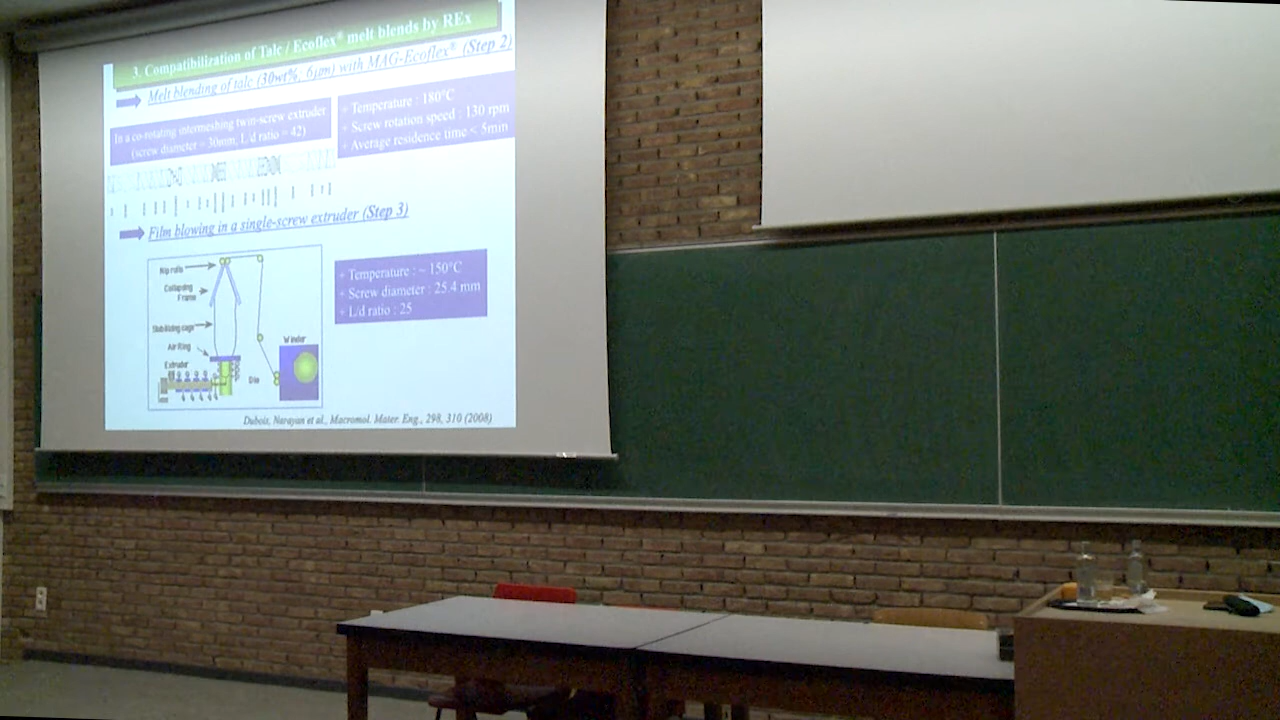 3. Compatibilization of Talc / Ecoflex® melt blends by REx
Melt blending of talc (30wt%; 6μm) with MAG-Ecoflex® (Step 2)
In a co-rotating intermeshing twin-screw extruder
(screw diameter = 30mm, L/d ratio = 42)
+ Temperature : 180°C
+ Screw rotation speed : 130 rpm
+ Average residence time < 5min
Film blowing in a single-screw extruder (Step 3)
Nip rolls
Collapsing
Frame
Stabilizing cage
Air Ring
Extruder
Die
Winder
+ Temperature : ~ 150°C
+ Screw diameter : 25.4 mm
+ L/d ratio : 25
Dubois, Narayan et al., Macromol. Mater. Eng., 298, 310 (2008)